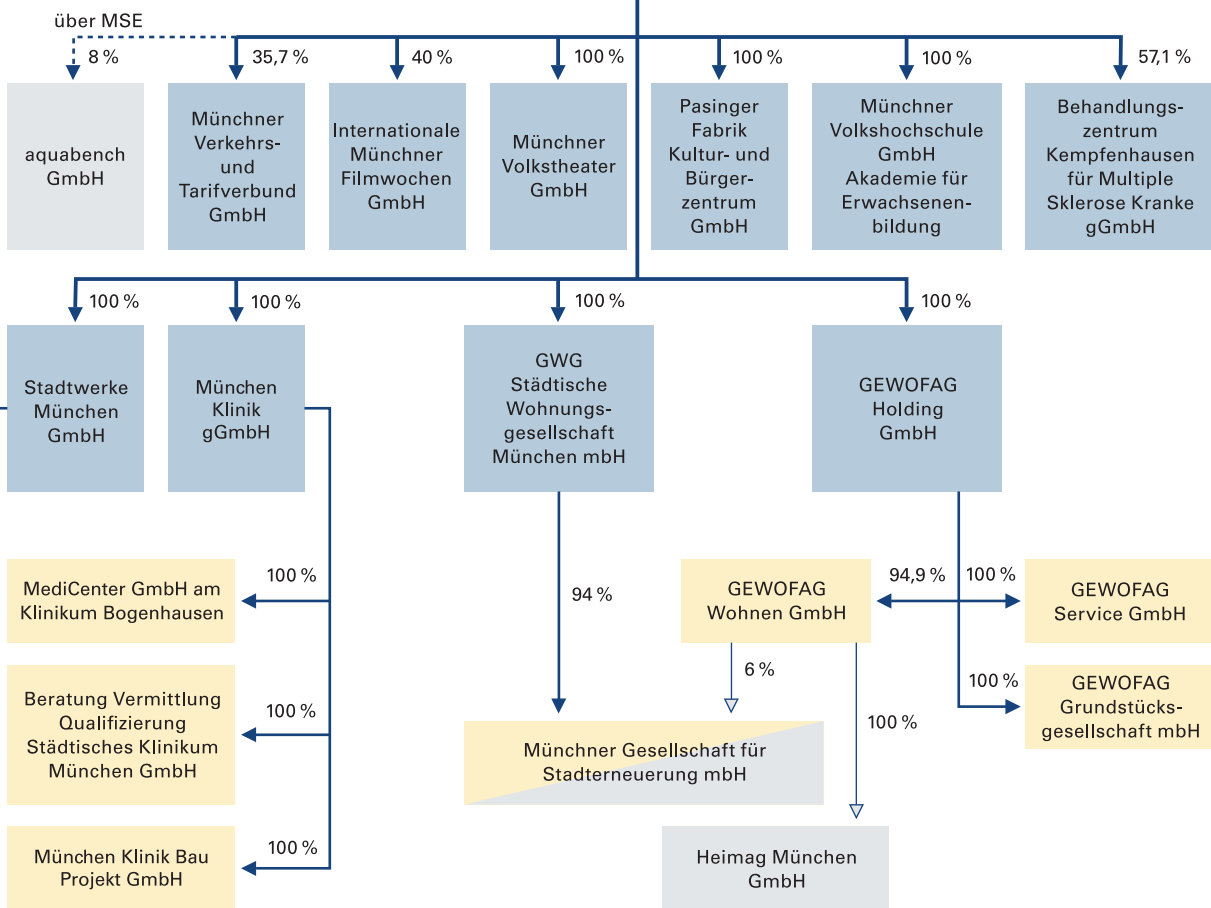 über MSE
8 %
35,7 %
40 %
100 %
100 %
100 %
57,1 %
aquabench
GmbH
Münchner
Verkehrs-
und
Tarifverbund
GmbH
Internationale
Münchner
Filmwochen
GmbH
Münchner
Volkstheater
GmbH
Pasinger
Fabrik
Kultur- und
Bürger-
zentrum
GmbH
Münchner
Volkshochschule
GmbH
Akademie für
Erwachsenen-
bildung
Behandlungs-
zentrum
Kempfenhausen
für Multiple
Sklerose Kranke
gGmbH
100 %
100 %
100 %
100 %
Stadtwerke
München
GmbH
München
Klinik
gGmbH
GWG
Städtische
Wohnungs-
gesellschaft
München mbH
GEWOFAG
Holding
GmbH
100 %
MediCenter GmbH am
Klinikum Bogenhausen
94 %
GEWOFAG
Wohnen GmbH
94,9 %
100 %
GEWOFAG
Service GmbH
100 %
Beratung Vermittlung
Qualifizierung
Städtisches Klinikum
München GmbH
6 %
100 %
100 %
GEWOFAG
Grundstücks-
gesellschaft mbH
Münchner Gesellschaft für
Stadterneuerung mbH
100 %
München Klinik Bau
Projekt GmbH
Heimag München
GmbH